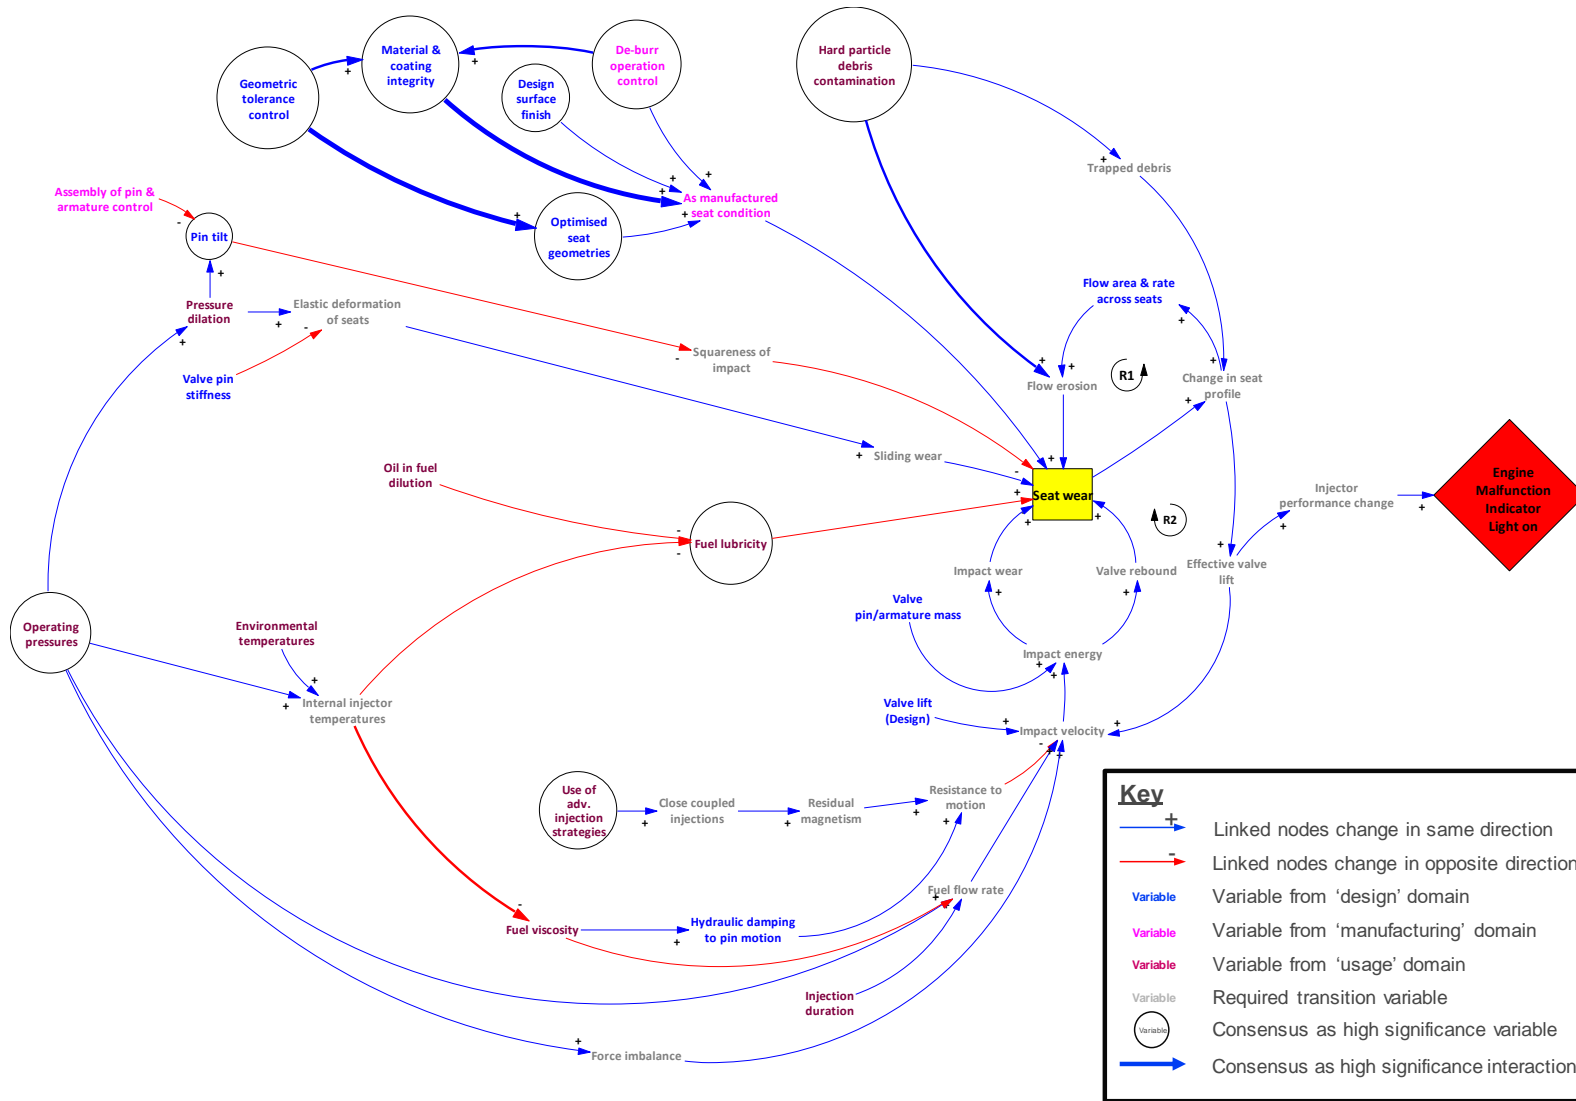 Material &
coating
integrity
De-burr
operation
control
Hard particle
debris
contamination
Geometric
tolerance
control
Design
surface
finish
Trapped debris
Assembly of pin &
armature control
As manufactured
seat condition
Pin tilt
Optimised
seat
geometries
Flow area & rate
across seats
Pressure
dilation
Elastic deformation
of seats
Squareness of
impact
Valve pin
stiffness
Flow erosion
R1
Change in seat
profile
Sliding wear
Oil in fuel
dilution
Seat wear
Engine
Malfunction
Indicator
Light on
Injector
performance change
R2
Fuel lubricity
Impact wear
Valve rebound
Effective valve
lift
Valve
pin/armature mass
Operating
pressures
Environmental
temperatures
Impact energy
Internal injector
temperatures
Valve lift
(Design)
Impact velocity
Use of
adv.
injection
strategies
Close coupled
injections
Residual
magnetism
Resistance to
motion
Fuel flow rate
Fuel viscosity
Hydraulic damping
to pin motion
Injection
duration
Force imbalance
Key
+
Linked nodes change in same direction
-
Linked nodes change in opposite direction
Variable
Variable from ‘design’ domain
Variable
Variable from ‘manufacturing’ domain
Variable
Variable from ‘usage’ domain
Variable
Required transition variable
Variable
Consensus as high significance variable
Consensus as high significance interaction